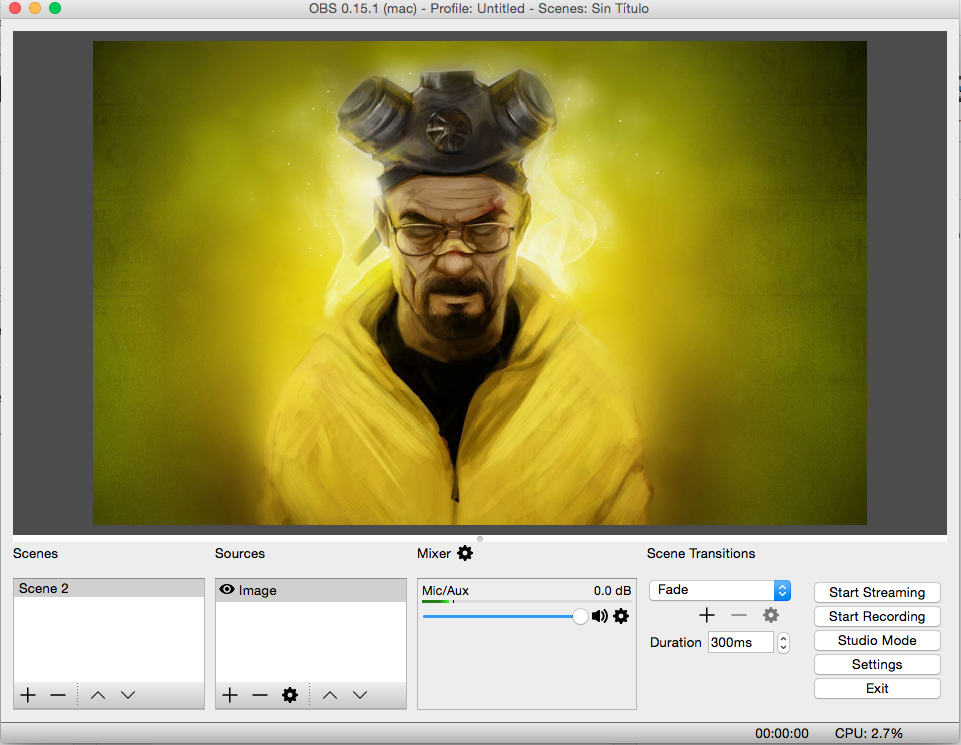 OBS 0.15.1 (mac) - Profile: Untitled - Scenes: Sin Título
Scenes
Sources
Mixer
Scene Transitions
Scene 2
Image
Mic/Aux
0.0 dB
Fade
Duration
300ms
Start Streaming
Start Recording
Studio Mode
Settings
Exit
00:00:00
CPU: 2.7%